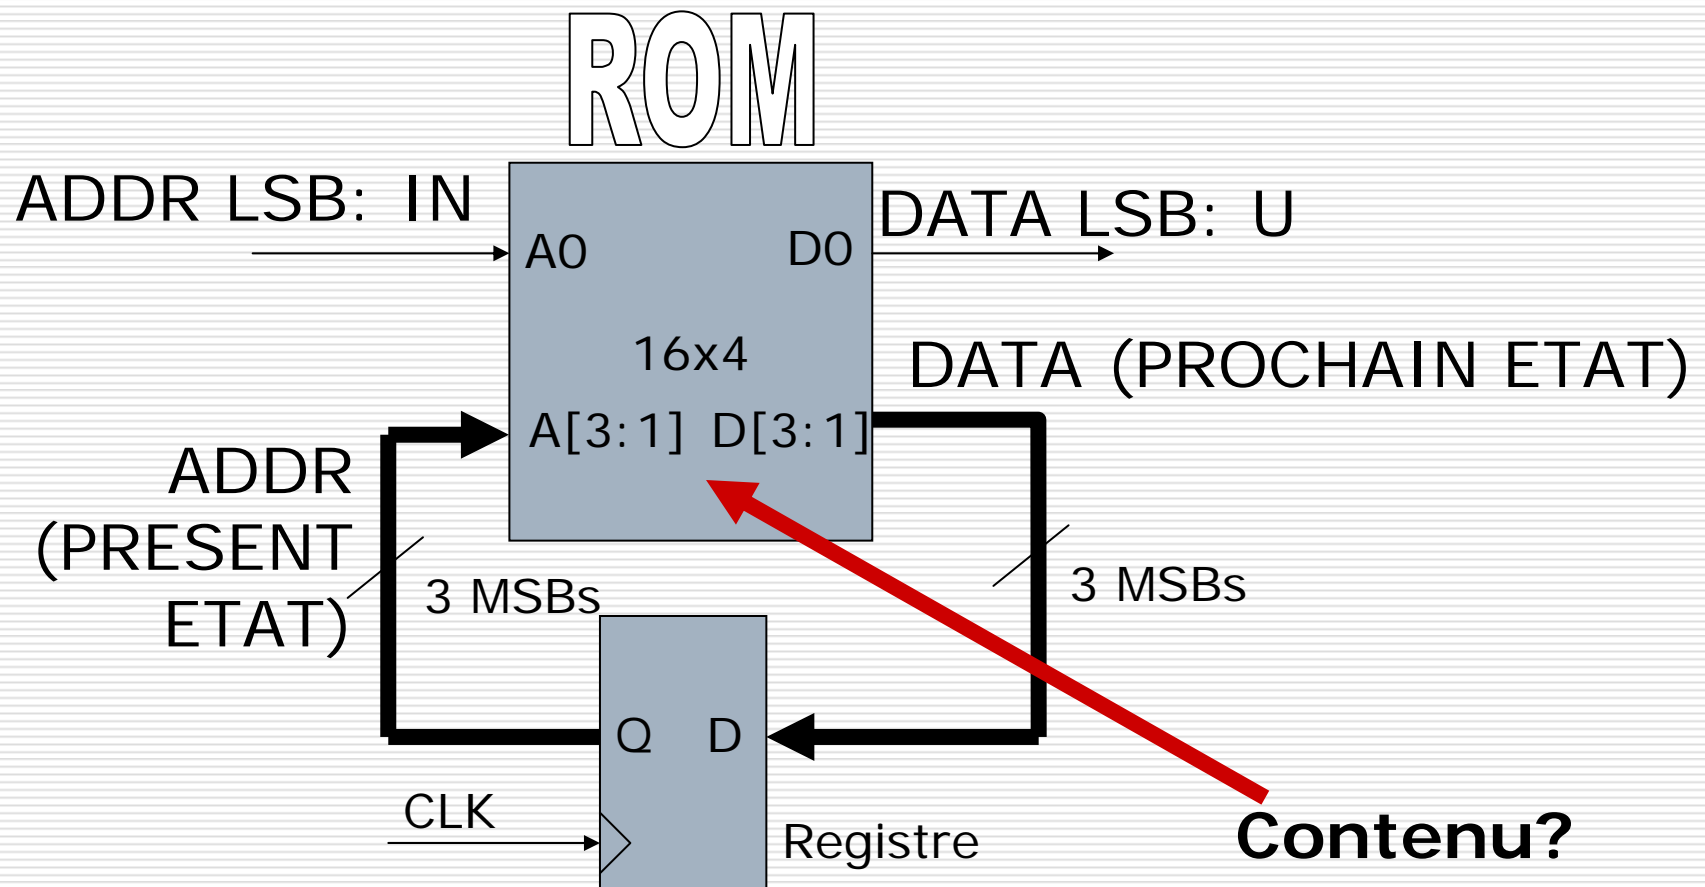 ROM
ADDR LSB: IN
DATA LSB: U
A0
D0
16x4
DATA (PROCHAIN ETAT)
A[3:1] D[3:1]
ADDR
(PRESENT
ETAT)
3 MSBs
3 MSBs
Q D
CLK
Registre
Contenu?